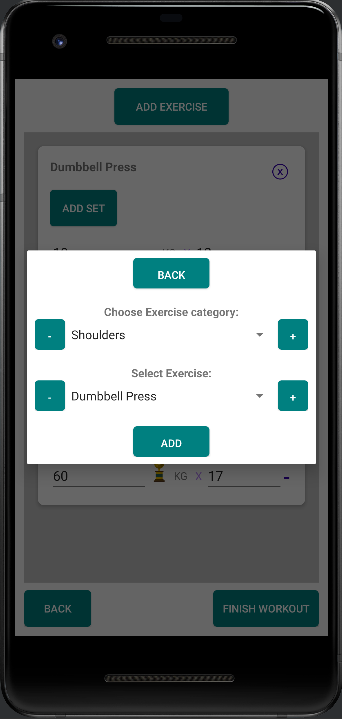 ADD EXERCISE
Dumbbell Press
X
ADD SET
BACK
Choose Exercise category:
- Shoulders +
Select Exercise:
- Dumbbell Press +
ADD
60 KG X 17 -
BACK FINISH WORKOUT